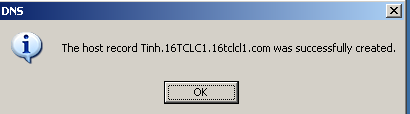 DNS
The host record Tinh.16TCLC1.16tclcl1.com was successfully created.
OK